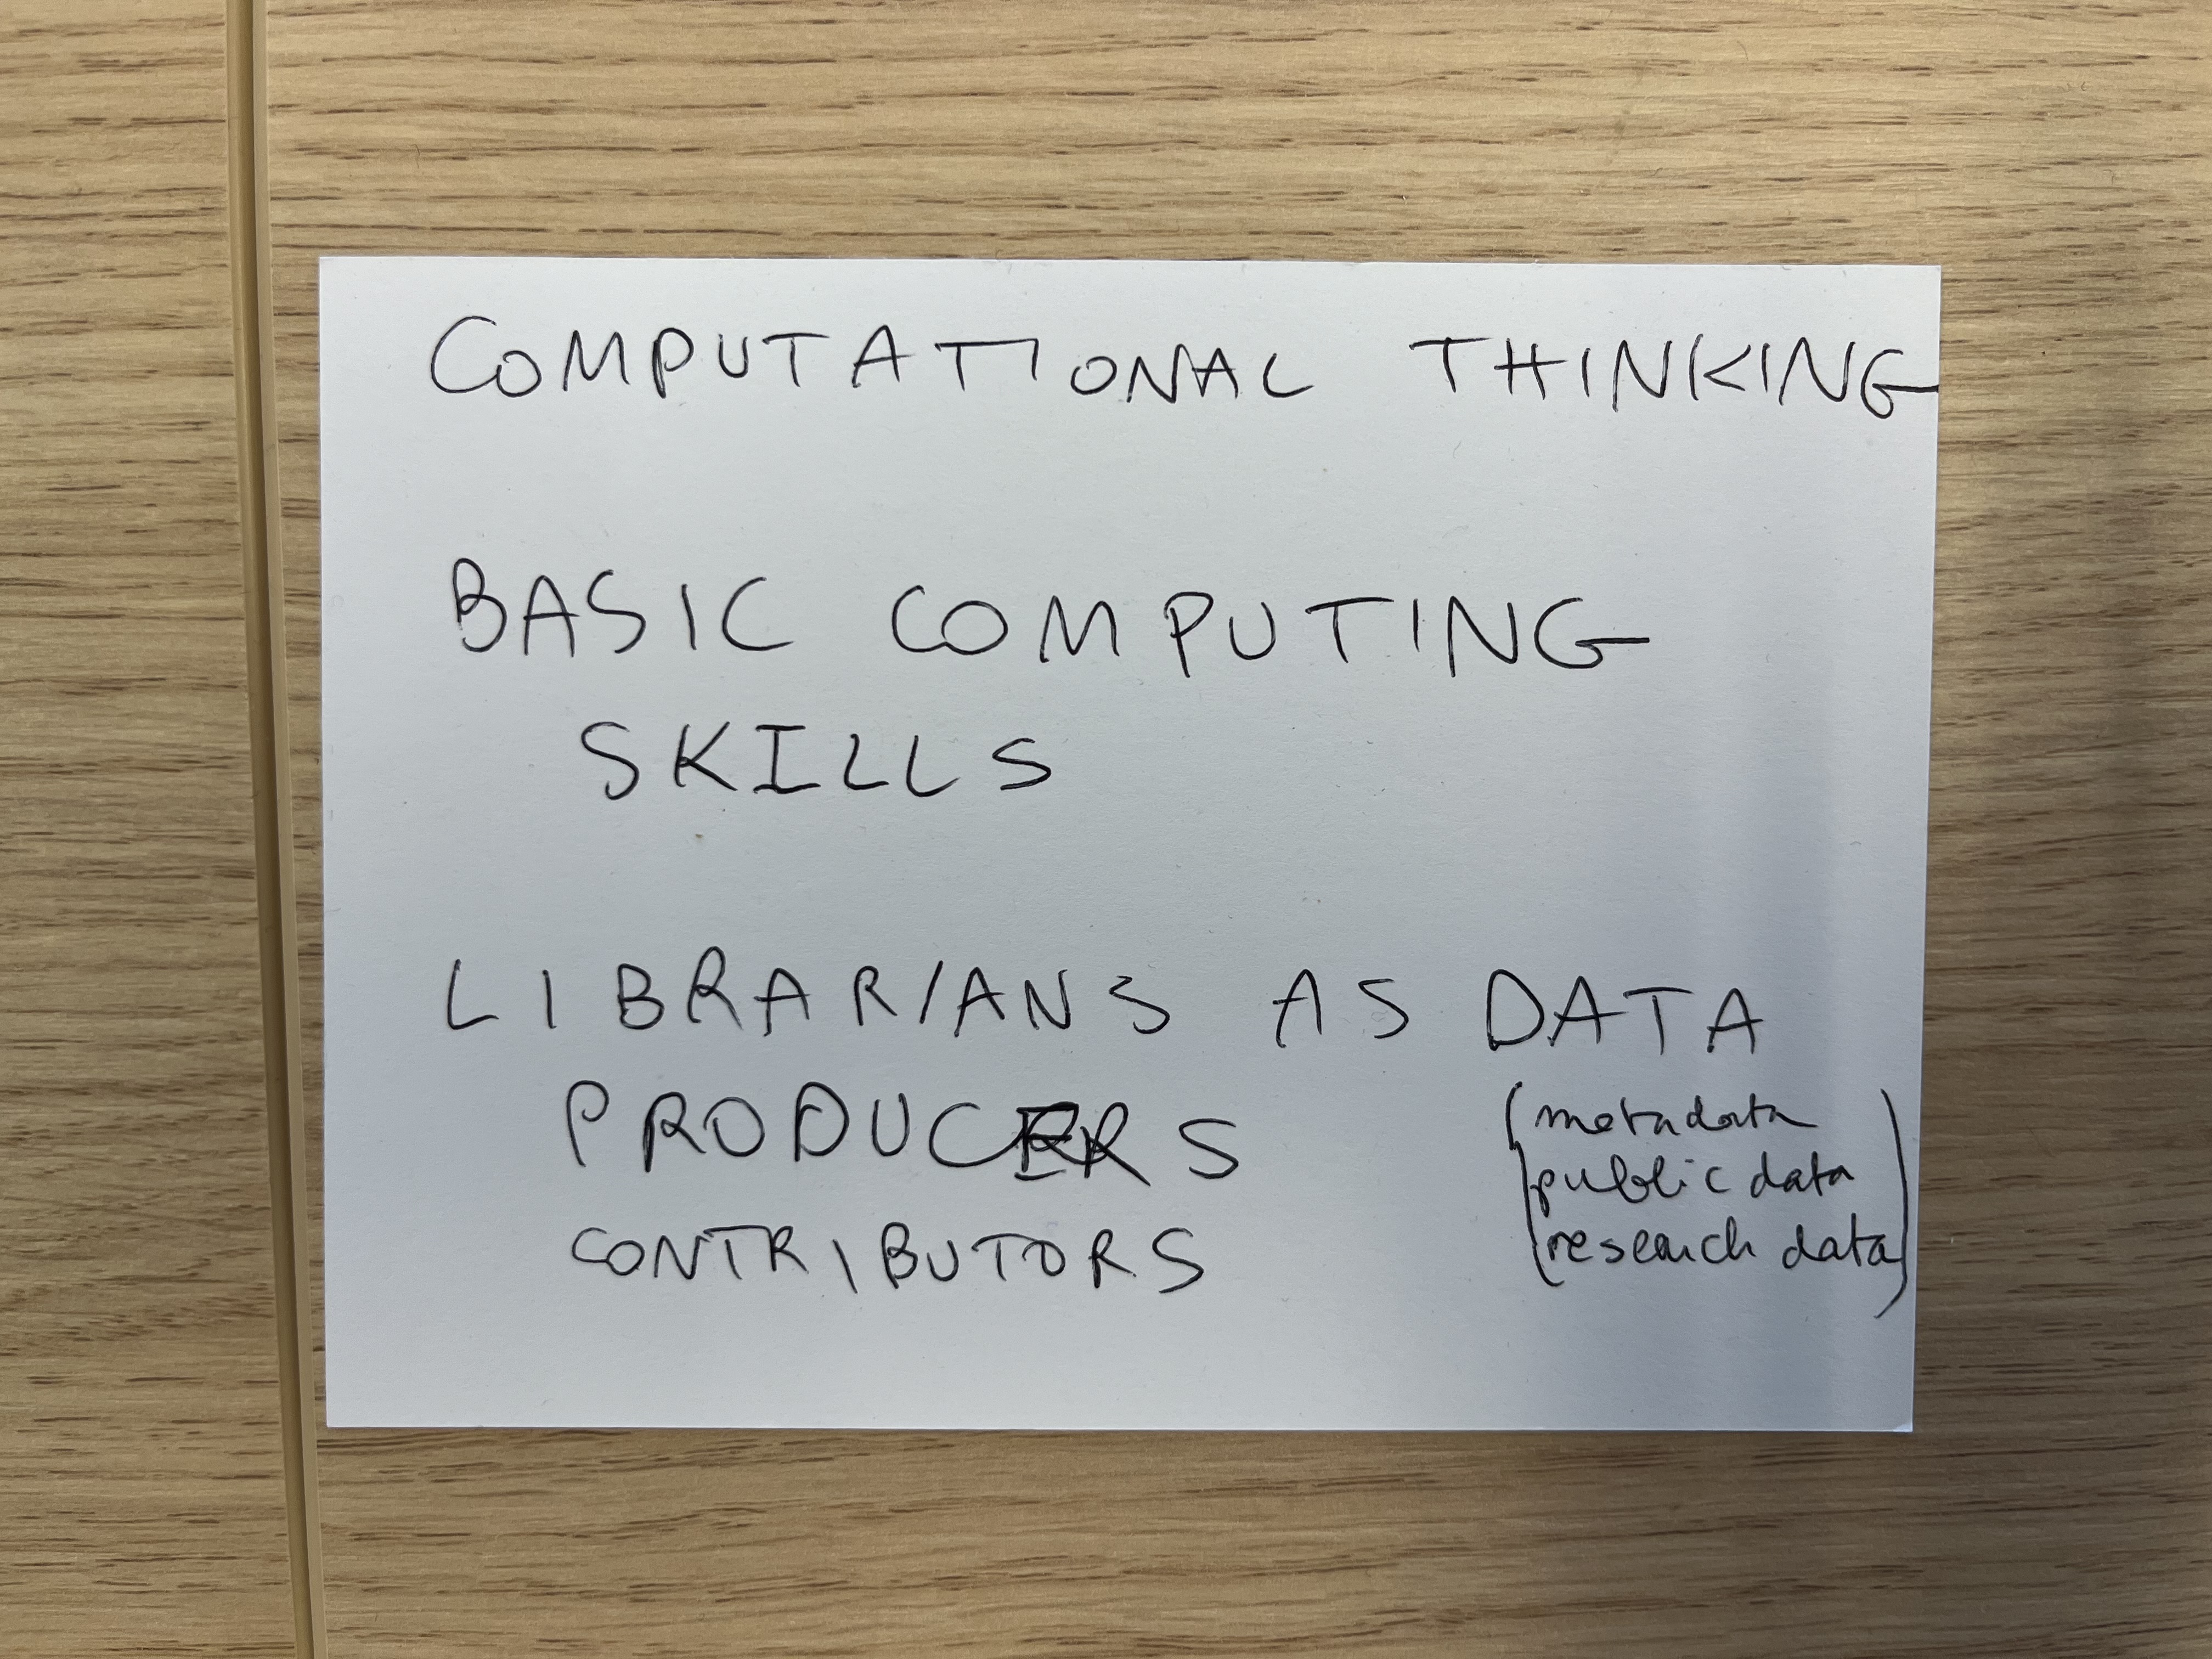 COMPUTATIONAL THINKING
BASIC COMPUTING
SKILLS
LIBRARIANS AS DATA
PRODUCERS
CONTRIBUTORS
(metadata
public data
research data)